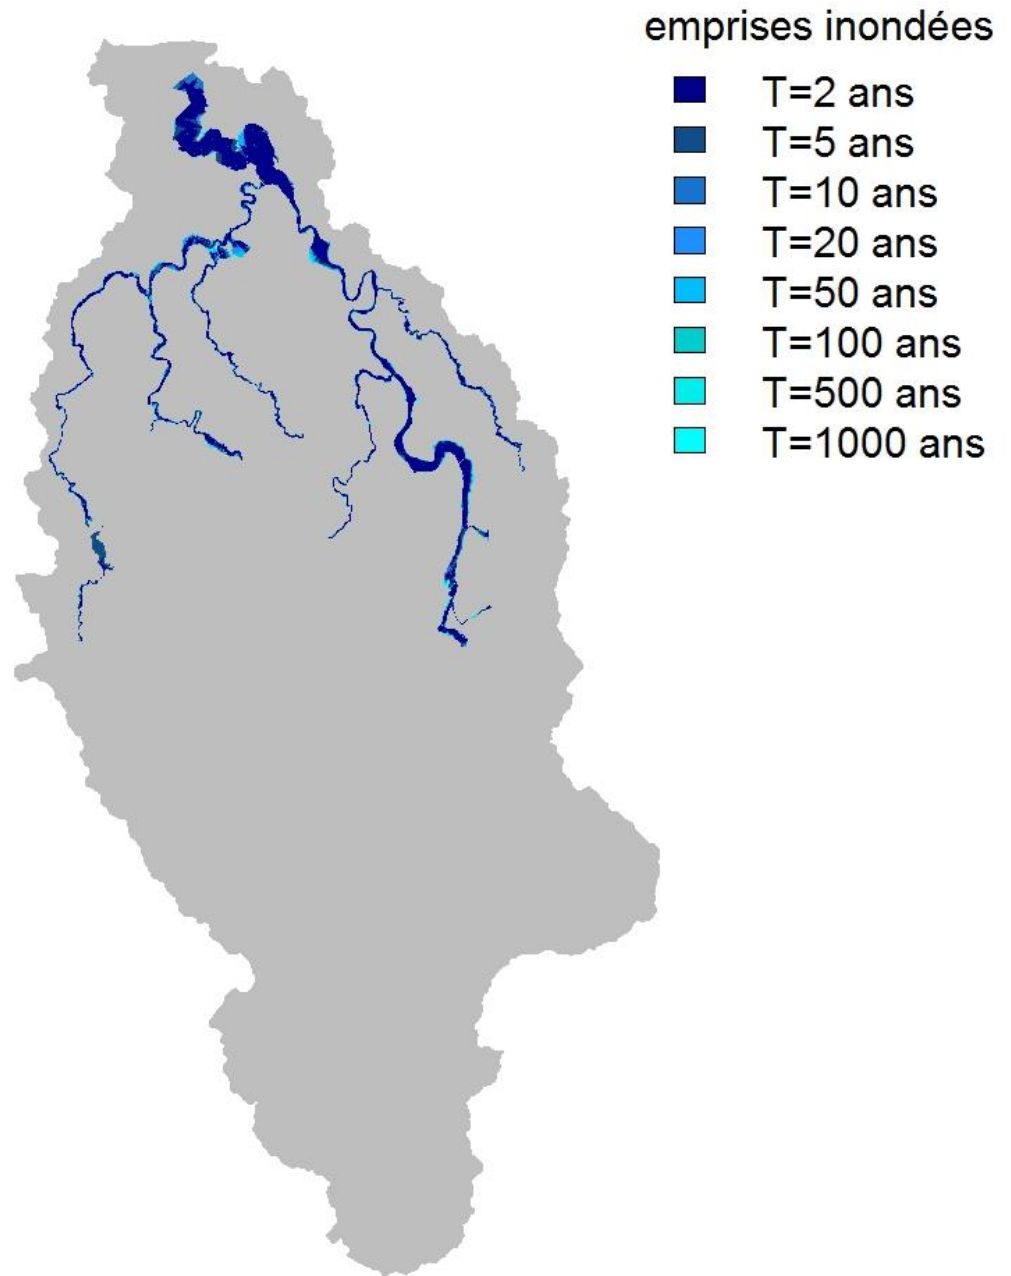 emprises inondées
T=2 ans
T=5 ans
T=10 ans
T=20 ans
T=50 ans
T=100 ans
T=500 ans
T=1000 ans